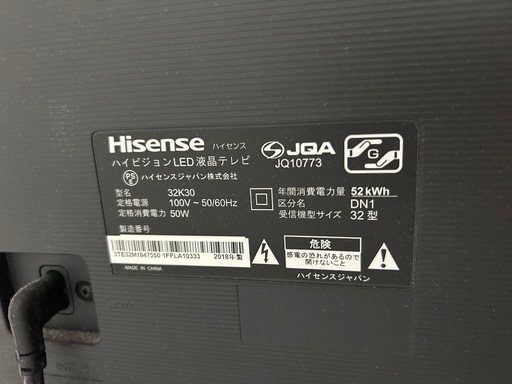 Hisense ハイセンス
ハイビジョンLED液晶テレビ
PS E ハイセンスジャパン株式会社
JQA
JQ10773
G
型名 32K30
定格電源 100V～50/60Hz
定格消費電力 50W
製造番号
年間消費電力量 52kWh
区分名 DN1
受信機型サイズ 32型
3TE32M1847550 1FFLA10333 2018年製
MADE IN CHINA
危険
感電の恐れがあるので
開けないこと
ハイセンスジャパン